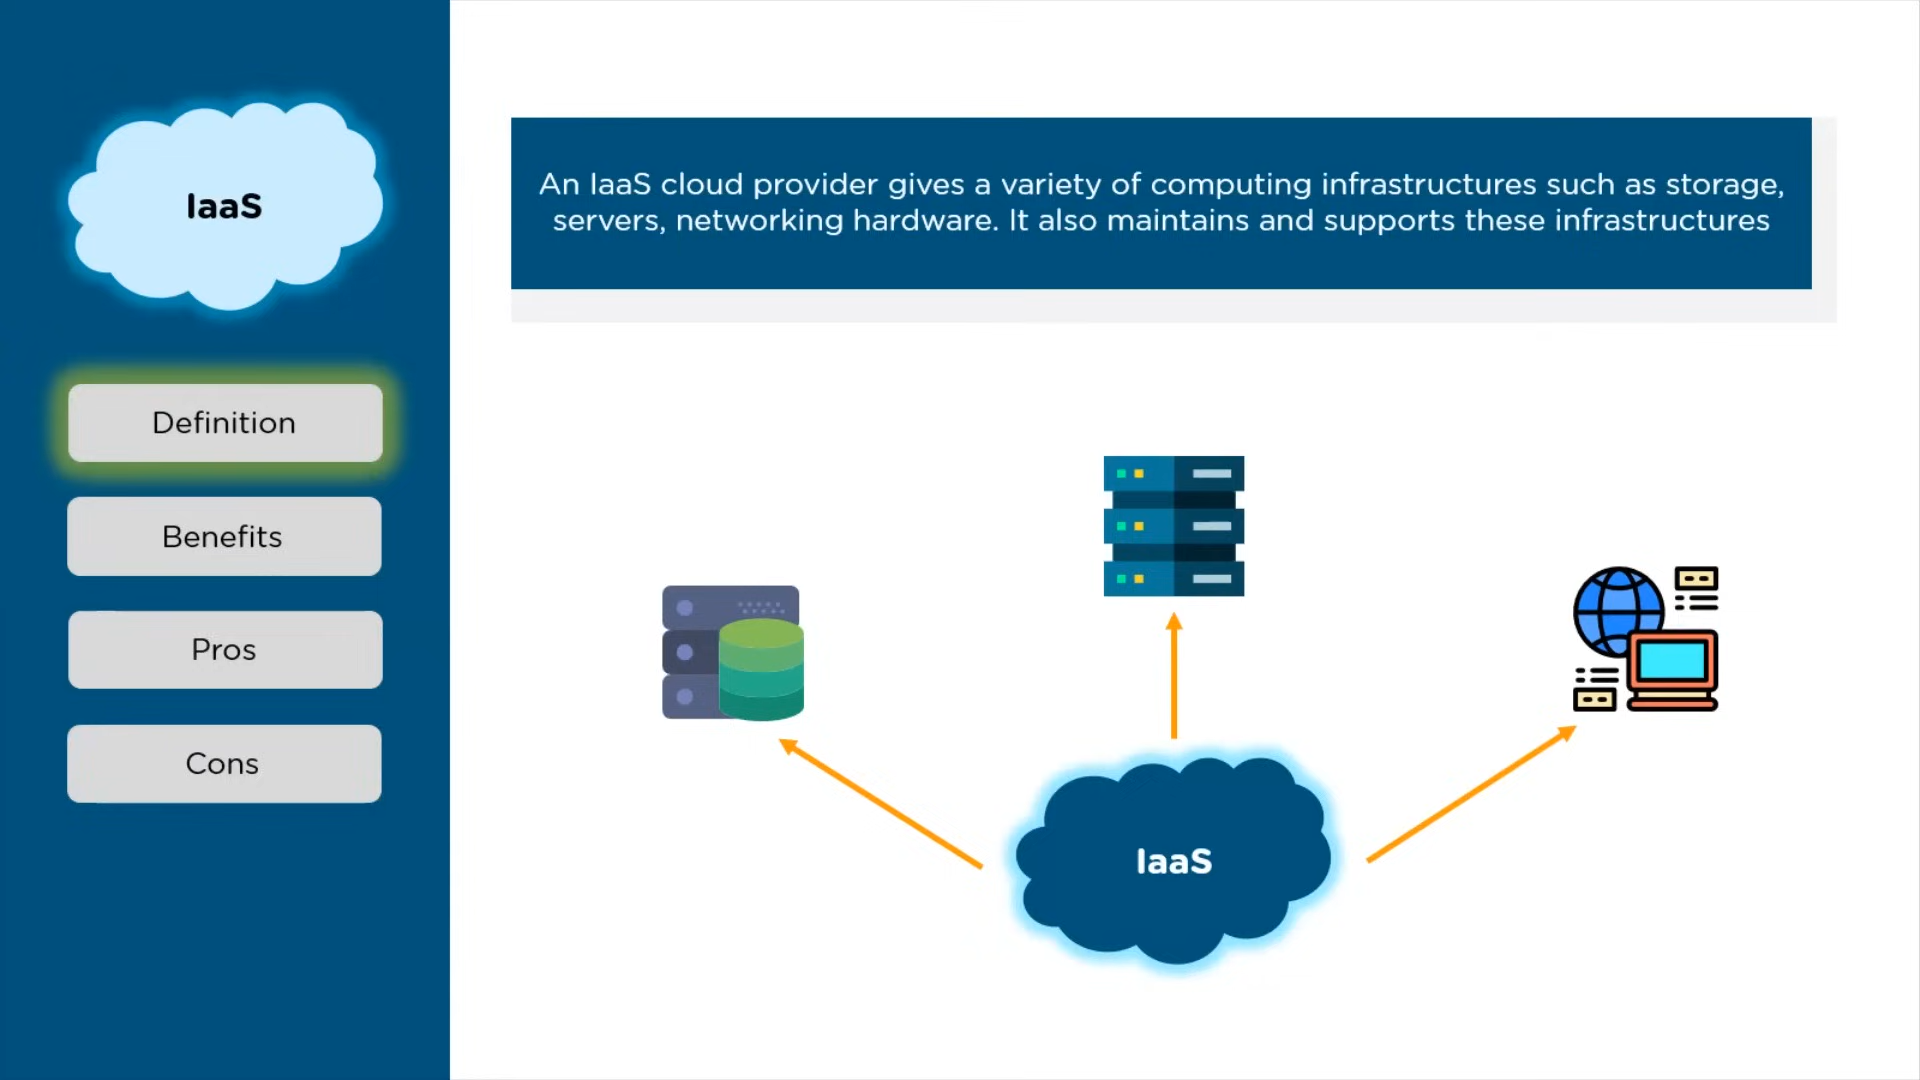 IaaS
Definition
Benefits
Pros
Cons
An IaaS cloud provider gives a variety of computing infrastructures such as storage,
servers, networking hardware. It also maintains and supports these infrastructures
IaaS